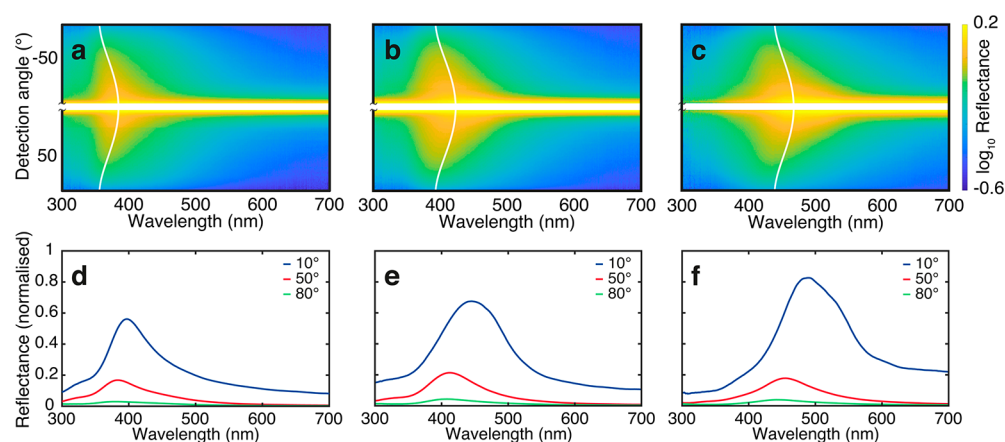 a
b
c
Detection angle (°)
-50
50
300 400 500 600 700
Wavelength (nm)
300 400 500 600 700
Wavelength (nm)
300 400 500 600 700
Wavelength (nm)
0.2
log10 Reflectance
-0.6
d
10°
50°
80°
e
10°
50°
80°
f
10°
50°
80°
Reflectance (normalised)
1
0.8
0.6
0.4
0.2
0
300 400 500 600 700
Wavelength (nm)
300 400 500 600 700
Wavelength (nm)
300 400 500 600 700
Wavelength (nm)